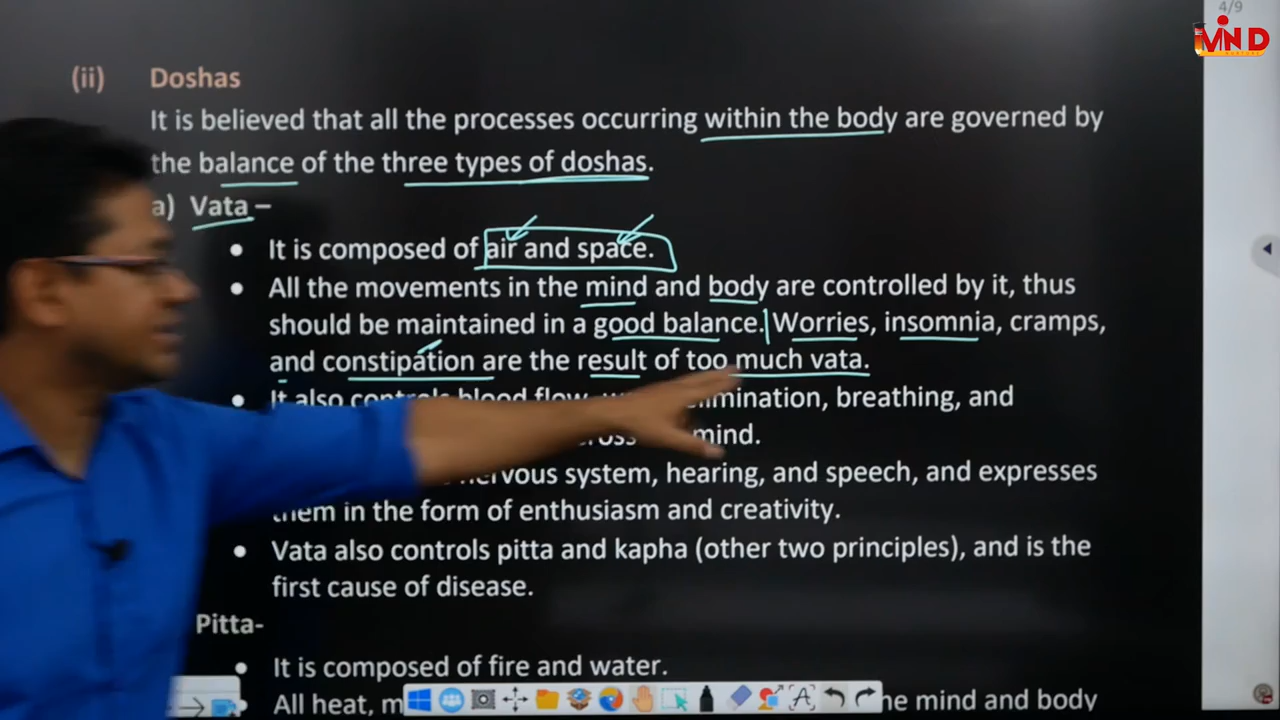 4/9
MIND
(ii) Doshas
It is believed that all the processes occurring within the body are governed by
the balance of the three types of doshas.
a) Vata –
• It is composed of air and space.
• All the movements in the mind and body are controlled by it, thus
should be maintained in a good balance. Worries, insomnia, cramps,
and constipation are the result of too much vata.
• It also controls blood flow, elimination, breathing, and
mind.
nervous system, hearing, and speech, and expresses
them in the form of enthusiasm and creativity.
• Vata also controls pitta and kapha (other two principles), and is the
first cause of disease.
Pitta-
• It is composed of fire and water.
• All heat, the mind and body